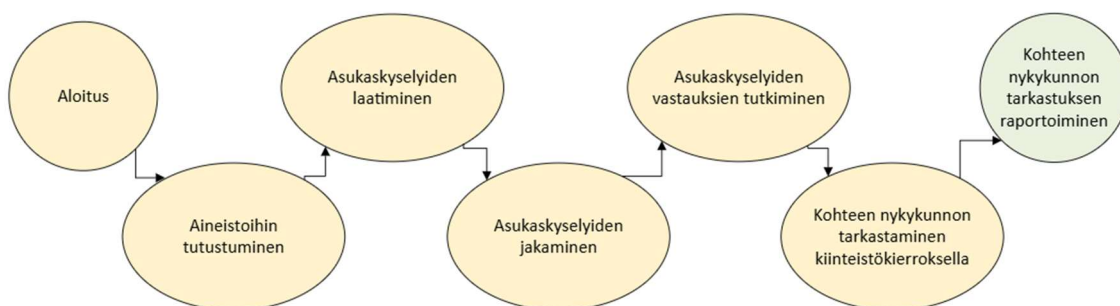 Aloitus
Aineistoihin
tutustuminen
Asukaskyselyiden
laatiminen
Asukaskyselyiden
jakaminen
Asukaskyselyiden
vastauksien tutkiminen
Kohteen nykykunnon
tarkastaminen
kiinteistökierroksella
Kohteen
nykykunnon
tarkastuksen
raportoiminen